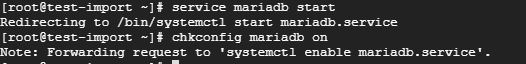 [root@test-import ~]# service mariadb start
Redirecting to /bin/systemctl start mariadb.service
[root@test-import ~]# chkconfig mariadb on
Note: Forwarding request to 'systemctl enable mariadb.service'.